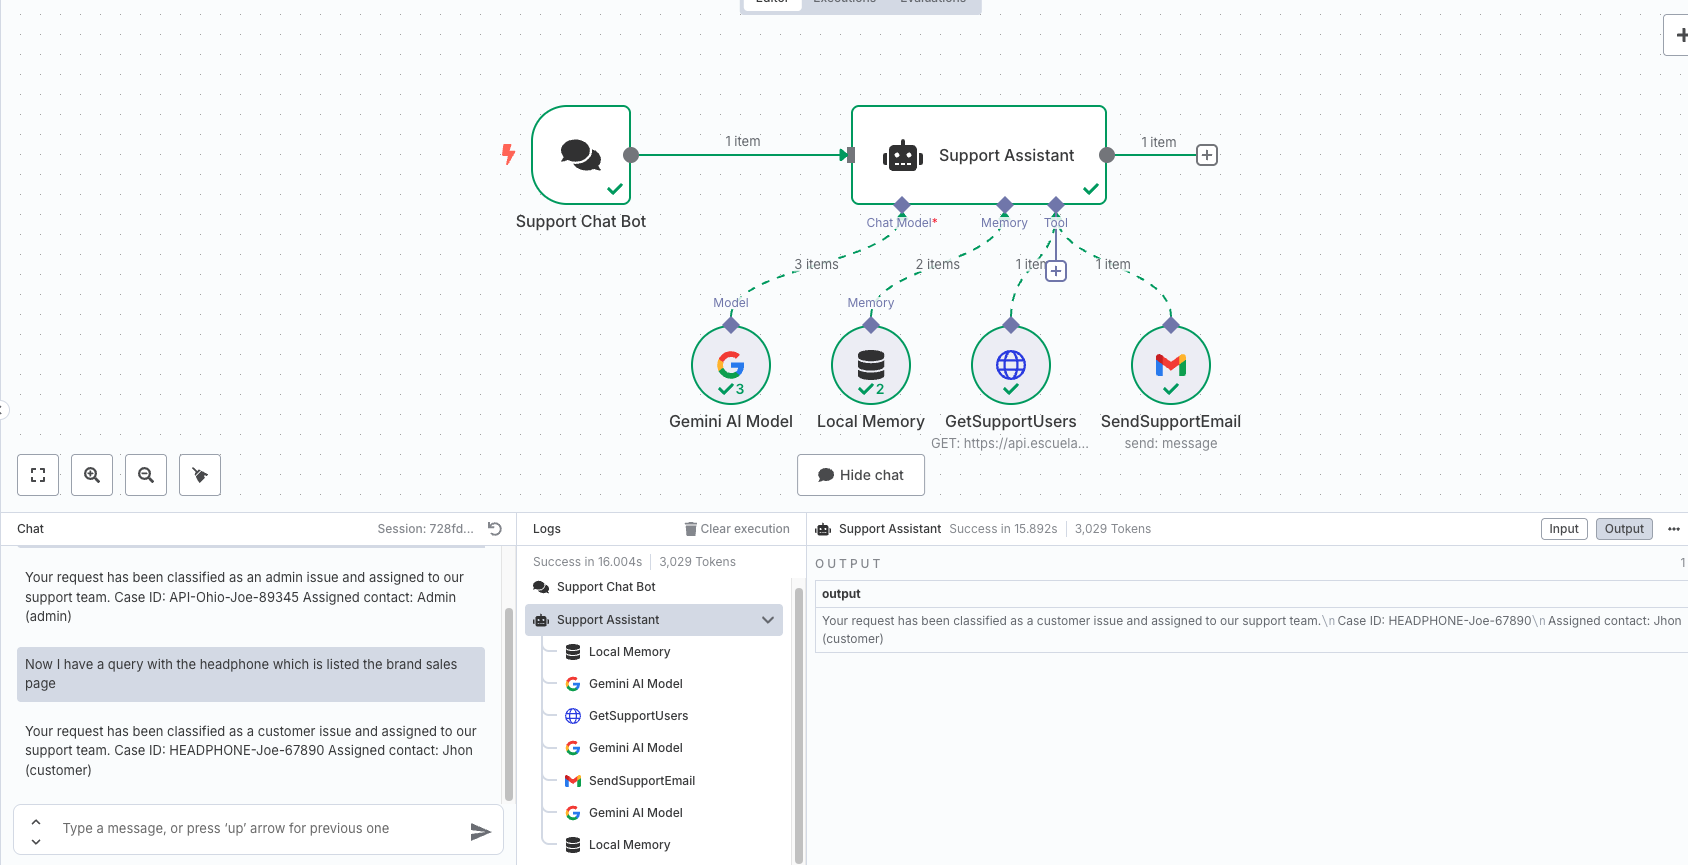 Editor Executions Evaluations
1 item
1 item
Support Assistant
Support Chat Bot
Chat Model*
Memory
Tool
3 items
2 items
1 item
Model
Memory
3
2
Gemini AI Model
Local Memory
GetSupportUsers
SendSupportEmail
GET: https://api.escuela...
send: message
Hide chat
Chat
Session: 728fd...
Your request has been classified as an admin issue and assigned to our
support team. Case ID: API-Ohio-Joe-89345 Assigned contact: Admin
(admin)
Now I have a query with the headphone which is listed the brand sales
page
Your request has been classified as a customer issue and assigned to our
support team. Case ID: HEADPHONE-Joe-67890 Assigned contact: Jhon
(customer)
Type a message, or press ‘up’ arrow for previous one
Logs
Clear execution
Success in 16.004s
3,029 Tokens
Support Chat Bot
Support Assistant
Local Memory
Gemini AI Model
GetSupportUsers
Gemini AI Model
SendSupportEmail
Gemini AI Model
Local Memory
Support Assistant Success in 15.892s 3,029 Tokens
Input
Output
OUTPUT
1
output
Your request has been classified as a customer issue and assigned to our support team.\n Case ID: HEADPHONE-Joe-67890\n Assigned contact: Jhon
(customer)